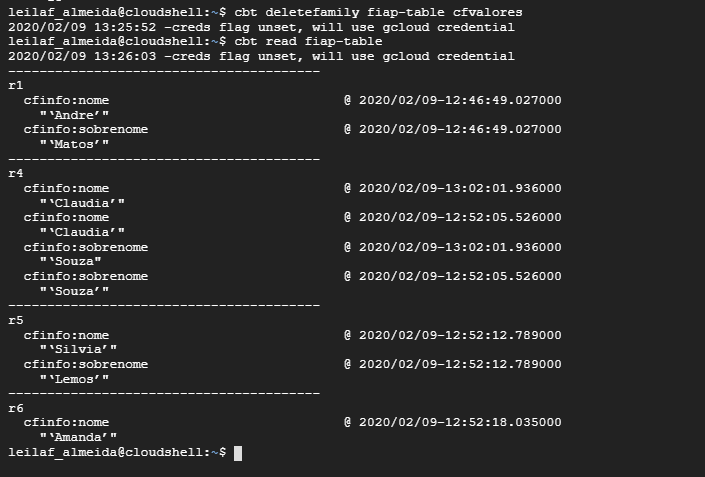 leilaf_almeida@cloudshell:~$ cbt deletefamily fiap-table cfvalores
2020/02/09 13:25:52 -creds flag unset, will use gcloud credential
leilaf_almeida@cloudshell:~$ cbt read fiap-table
2020/02/09 13:26:03 -creds flag unset, will use gcloud credential
----------------------------------------
r1
  cfinfo:nome                              @ 2020/02/09-12:46:49.027000
    "‘Andre’"
  cfinfo:sobrenome                         @ 2020/02/09-12:46:49.027000
    "‘Matos’"
----------------------------------------
r4
  cfinfo:nome                              @ 2020/02/09-13:02:01.936000
    "‘Claudia’"
  cfinfo:nome                              @ 2020/02/09-12:52:05.526000
    "‘Claudia’"
  cfinfo:sobrenome                         @ 2020/02/09-13:02:01.936000
    "‘Souza"
  cfinfo:sobrenome                         @ 2020/02/09-12:52:05.526000
    "‘Souza’"
----------------------------------------
r5
  cfinfo:nome                              @ 2020/02/09-12:52:12.789000
    "‘Silvia’"
  cfinfo:sobrenome                         @ 2020/02/09-12:52:12.789000
    "‘Lemos’"
----------------------------------------
r6
  cfinfo:nome                              @ 2020/02/09-12:52:18.035000
    "‘Amanda’"
leilaf_almeida@cloudshell:~$